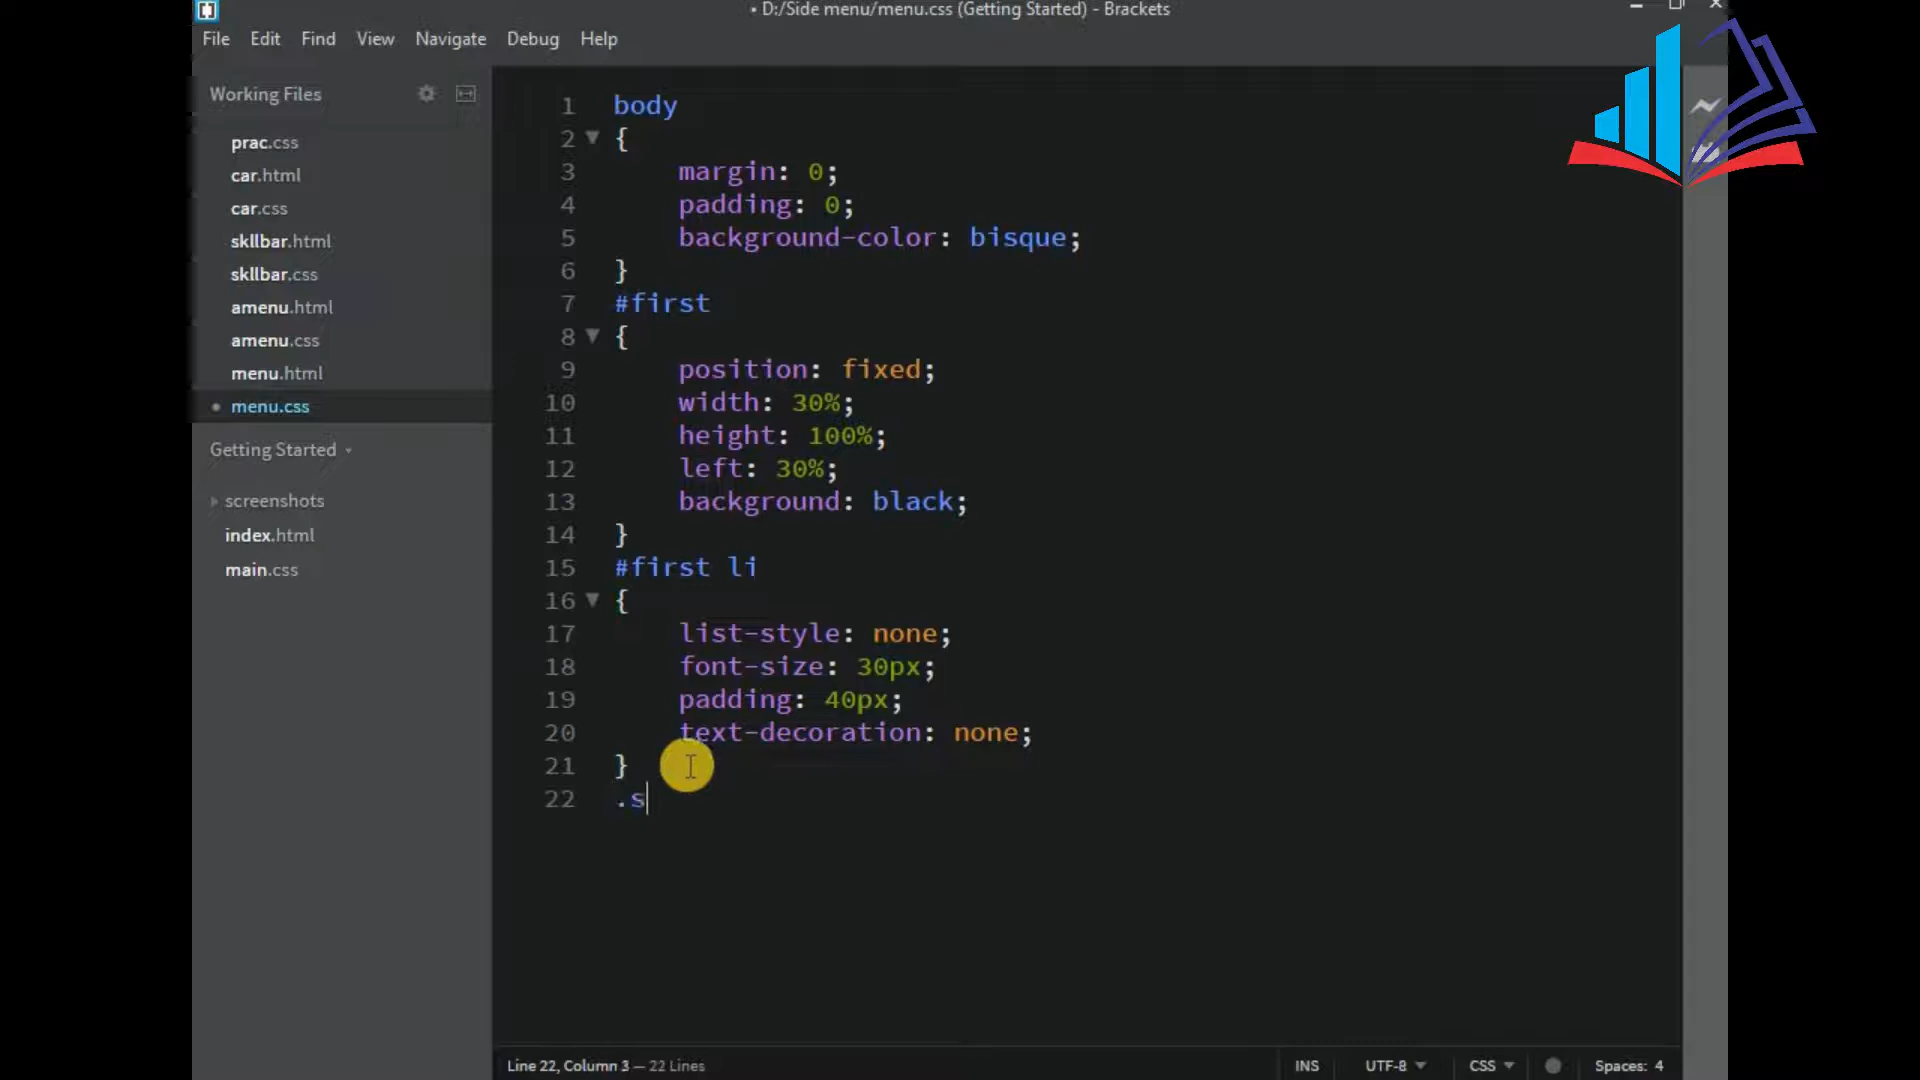 • D:/Side menu/menu.css (Getting Started) - Brackets
File Edit Find View Navigate Debug Help
Working Files
prac.css
car.html
car.css
skllbar.html
skllbar.css
amenu.html
amenu.css
menu.html
menu.css
Getting Started
screenshots
index.html
main.css
1 body
2 {
3 margin: 0;
4 padding: 0;
5 background-color: bisque;
6 }
7 #first
8 {
9 position: fixed;
10 width: 30%;
11 height: 100%;
12 left: 30%;
13 background: black;
14 }
15 #first li
16 {
17 list-style: none;
18 font-size: 30px;
19 padding: 40px;
20 text-decoration: none;
21 }
22 .s
Line 22, Column 3 — 22 Lines INS UTF-8 CSS Spaces: 4